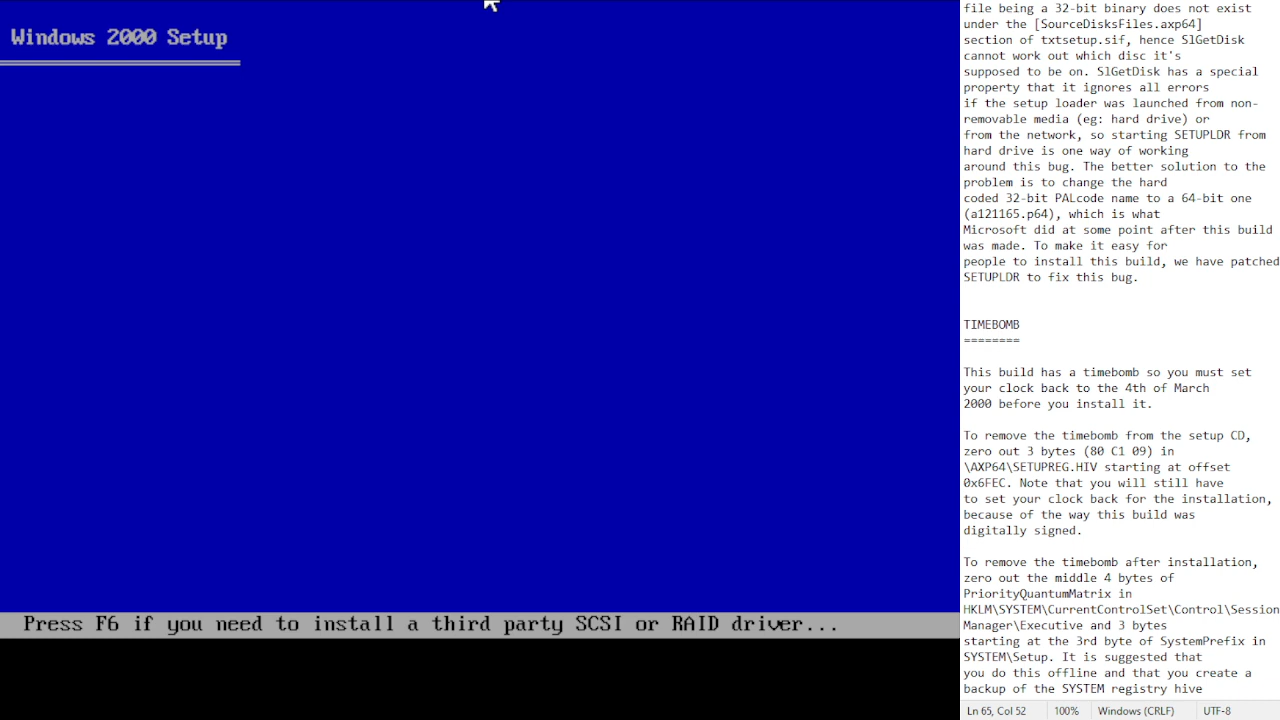 Windows 2000 Setup
Press F6 if you need to install a third party SCSI or RAID driver...
file being a 32-bit binary does not exist
under the [SourceDisksFiles.axp64]
section of txtsetup.sif, hence SlGetDisk
cannot work out which disc it's
supposed to be on. SlGetDisk has a special
property that it ignores all errors
if the setup loader was launched from non-
removable media (eg: hard drive) or
from the network, so starting SETUPLDR from
hard drive is one way of working
around this bug. The better solution to the
problem is to change the hard
coded 32-bit PALcode name to a 64-bit one
(a121165.p64), which is what
Microsoft did at some point after this build
was made. To make it easy for
people to install this build, we have patched
SETUPLDR to fix this bug.
TIMEBOMB
========
This build has a timebomb so you must set
your clock back to the 4th of March
2000 before you install it.
To remove the timebomb from the setup CD,
zero out 3 bytes (80 C1 09) in
\AXP64\SETUPREG.HIV starting at offset
0x6FEC. Note that you will still have
to set your clock back for the installation,
because of the way this build was
digitally signed.
To remove the timebomb after installation,
zero out the middle 4 bytes of
PriorityQuantumMatrix in
HKLM\SYSTEM\CurrentControlSet\Control\Session
Manager\Executive and 3 bytes
starting at the 3rd byte of SystemPrefix in
SYSTEM\Setup. It is suggested that
you do this offline and that you create a
backup of the SYSTEM registry hive
Ln 65, Col 52
100%
Windows (CRLF)
UTF-8